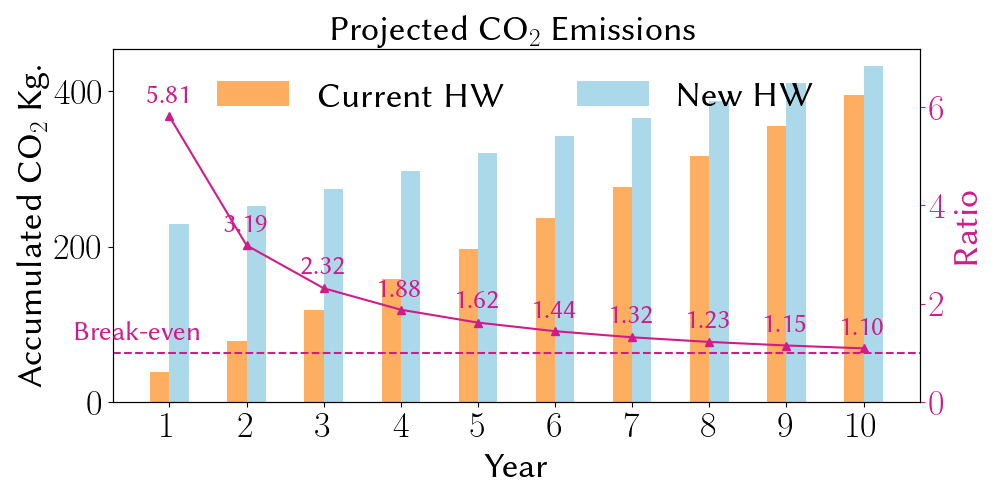 Projected CO₂ Emissions
Accumulated CO₂ Kg.
400
200
0
Current HW
New HW
5.81
3.19
2.32
1.88
1.62
1.44
1.32
1.23
1.15
1.10
Break-even
6
4
2
0
Ratio
1 2 3 4 5 6 7 8 9 10
Year